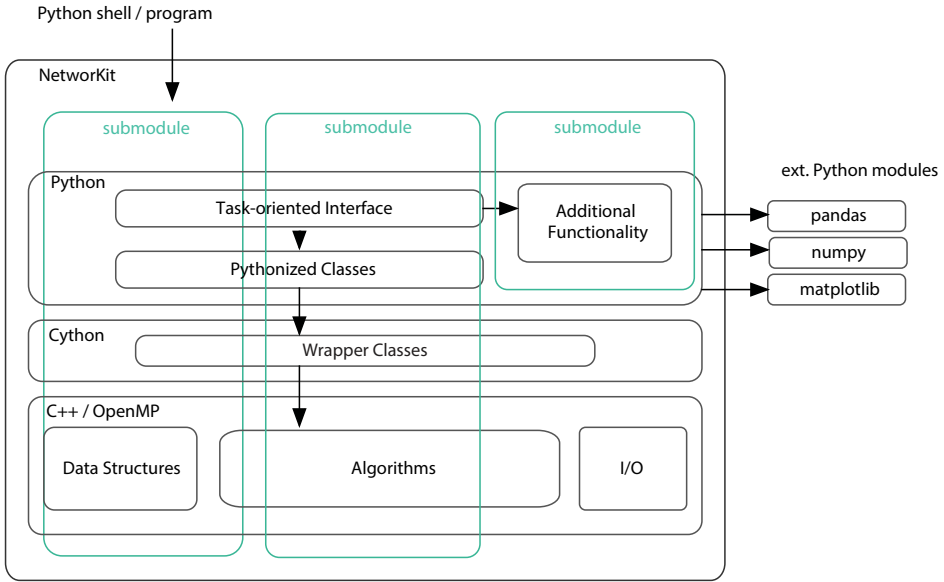 Python shell / program
NetworKit
submodule
submodule
submodule
Python
Task-oriented Interface
Additional
Functionality
Pythonized Classes
ext. Python modules
pandas
numpy
matplotlib
Cython
Wrapper Classes
C++ / OpenMP
Data Structures
Algorithms
I/O